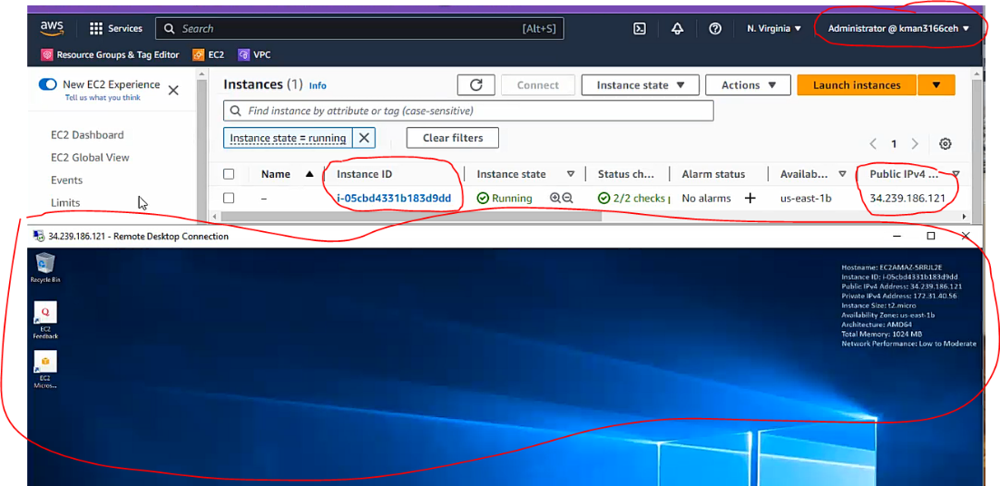 aws Services Search [Alt+S] N. Virginia ▼ Administrator @ kman3166ceh ▼
Resource Groups & Tag Editor EC2 VPC
New EC2 Experience
Tell us what you think
EC2 Dashboard
EC2 Global View
Events
Limits
Instances (1) Info Connect Instance state ▼ Actions ▼ Launch instances ▼
Find instance by attribute or tag (case-sensitive)
Instance state = running Clear filters
1
Name ▲ Instance ID Instance state Status ch... Alarm status Availab... Public IPv4 ...
– i-05cbd4331b183d9dd Running 2/2 checks No alarms + us-east-1b 34.239.186.121
34.239.186.121 - Remote Desktop Connection
Recycle Bin
EC2
Feedback
EC2
Micros...
Hostname: EC2AMAZ-5RRJL2E
Instance ID: i-05cbd4331b183d9dd
Public IPv4 Address: 34.239.186.121
Private IPv4 Address: 172.31.40.56
Instance Size: t2.micro
Availability Zone: us-east-1b
Architecture: AMD64
Total Memory: 1024 MB
Network Performance: Low to Moderate